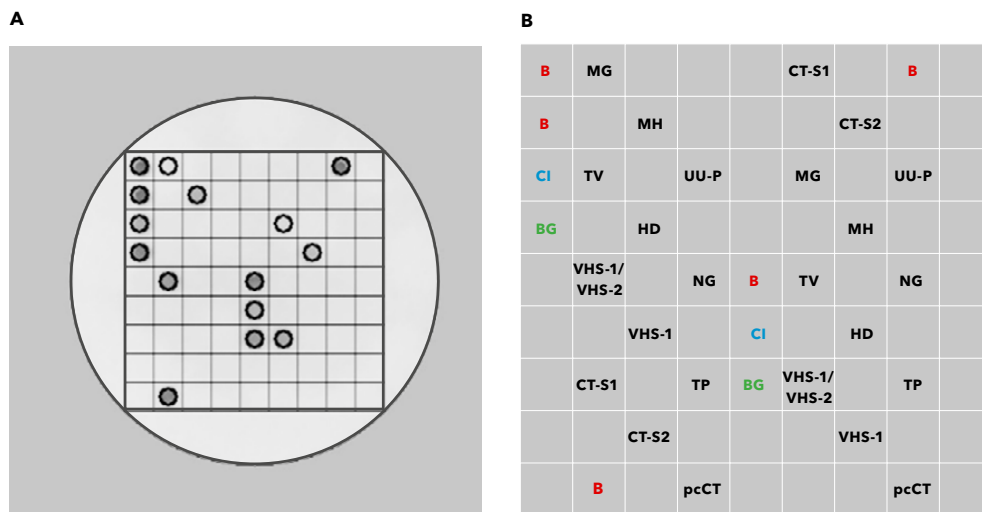 A
B
B MG CT-S1 B
B MH CT-S2
CI TV UU-P MG UU-P
BG HD MH
VHS-1/
VHS-2 NG B TV NG
VHS-1 CI HD
CT-S1 TP BG VHS-1/
VHS-2 TP
CT-S2 VHS-1
B pcCT pcCT